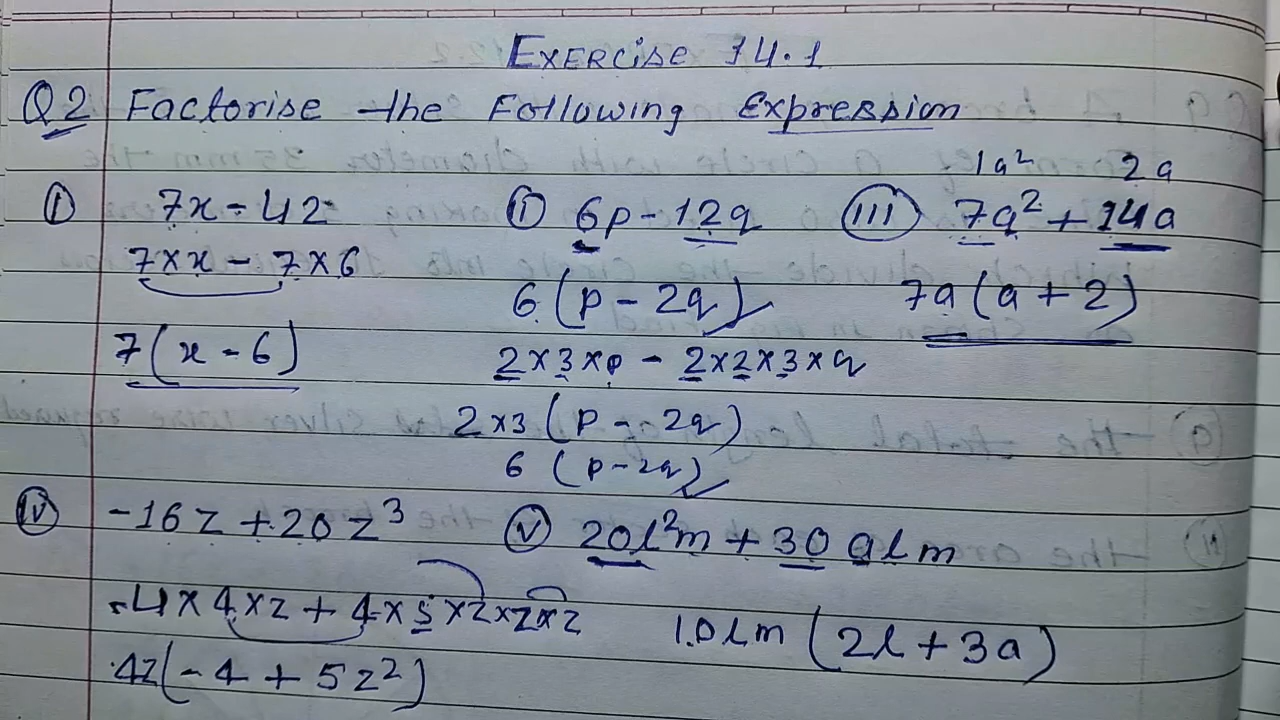 EXERCISE 14.1
Q2 Factorise the Following Expression
(i) 7x - 42 (ii) 6p - 12q (iii) 7a² + 14a
1a² 2a
7×x - 7×6
6(p - 2q) 7a(a + 2)
7(x - 6)
2×3×p - 2×2×3×q
2×3(p - 2q)
6(p - 2q)
(iv) -16z + 20z³ (v) 20l²m + 30alm
-4×4×z + 4×5×z×z×z 10lm(2l + 3a)
4z(-4 + 5z²)